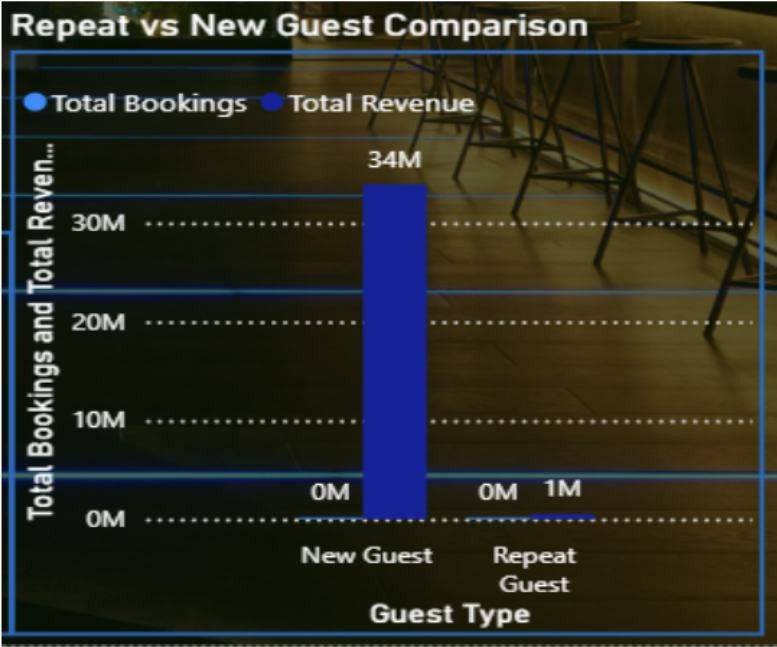 Repeat vs New Guest Comparison
Total Bookings Total Revenue
Total Bookings and Total Reven...
34M
30M
20M
10M
0M
0M
0M
1M
New Guest
Repeat
Guest
Guest Type